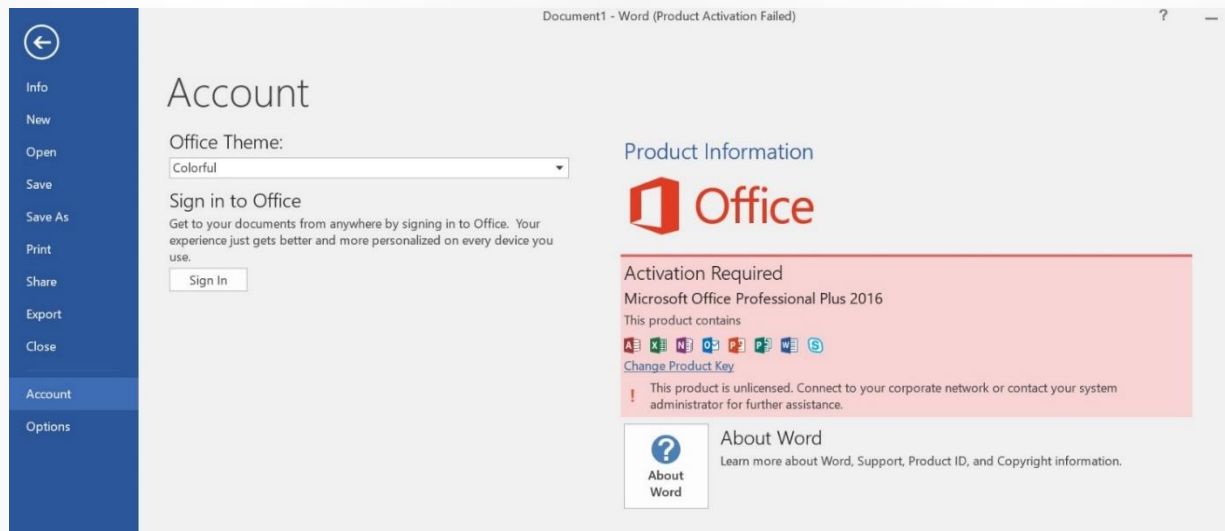 Document1 - Word (Product Activation Failed)
?
Info
New
Open
Save
Save As
Print
Share
Export
Close
Account
Options
Account
Office Theme:
Colorful
Sign in to Office
Get to your documents from anywhere by signing in to Office. Your
experience just gets better and more personalized on every device you
use.
Sign In
Product Information
Office
Activation Required
Microsoft Office Professional Plus 2016
This product contains
A X N O P P W S
Change Product Key
! This product is unlicensed. Connect to your corporate network or contact your system
administrator for further assistance.
?
About
Word
About Word
Learn more about Word, Support, Product ID, and Copyright information.